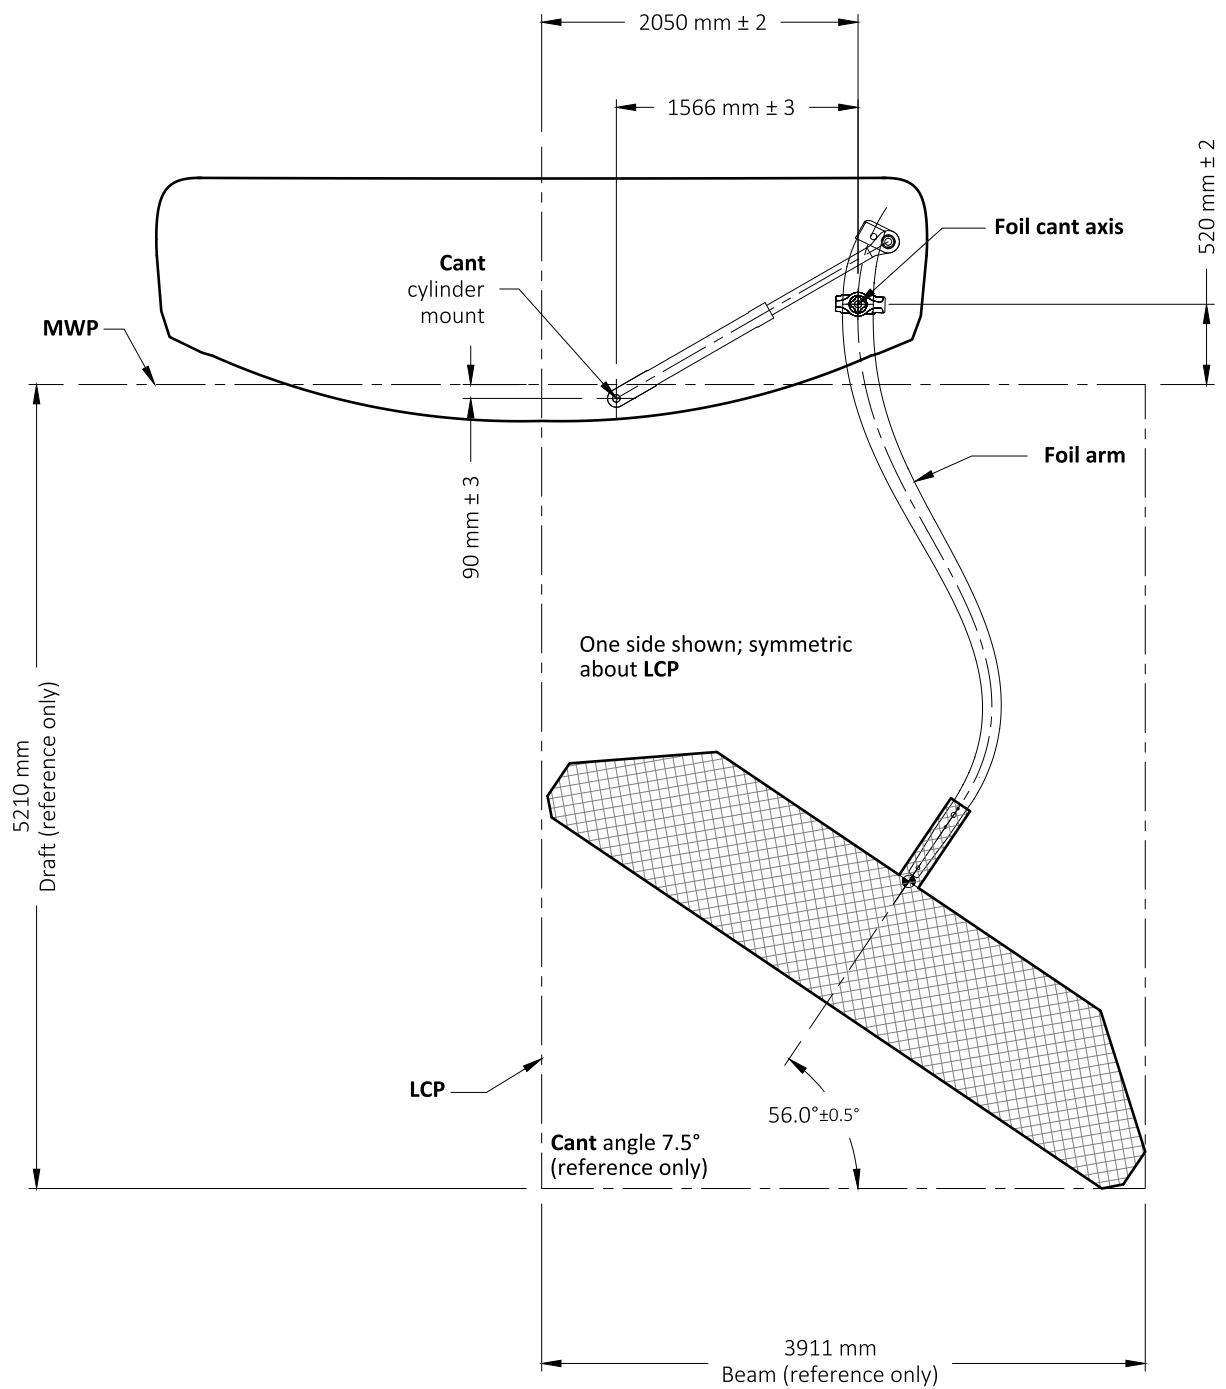 2050 mm ± 2
1566 mm ± 3
520 mm ± 2
Foil cant axis
Cant
cylinder
mount
MWP
Foil arm
90 mm ± 3
One side shown; symmetric
about LCP
5210 mm
Draft (reference only)
LCP
56.0°±0.5°
Cant angle 7.5°
(reference only)
3911 mm
Beam (reference only)